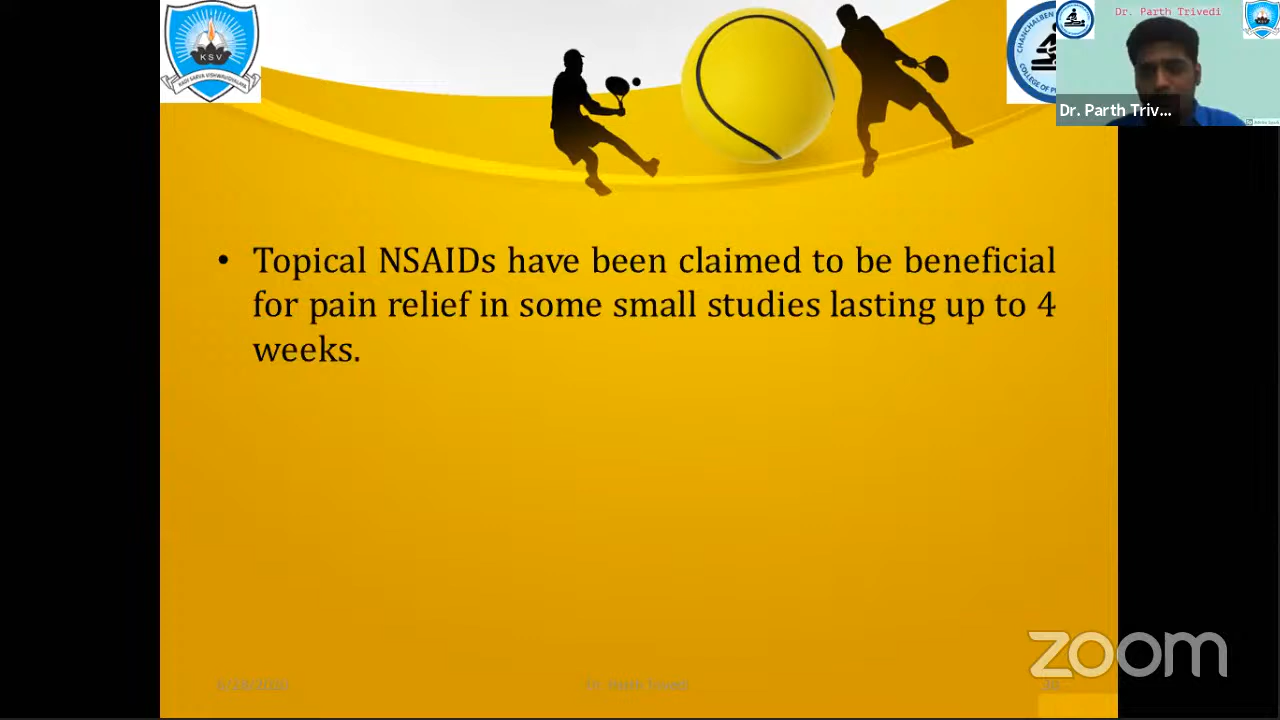 KSV
Dr. Parth Trivedi
Dr. Parth Triv...
• Topical NSAIDs have been claimed to be beneficial
for pain relief in some small studies lasting up to 4
weeks.
zoom